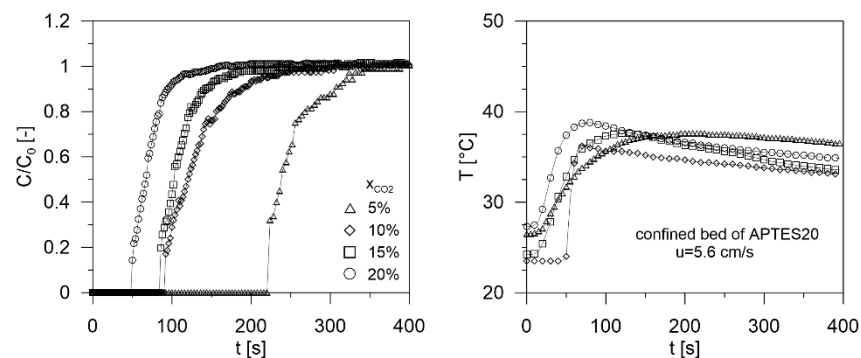 1.2
1
0.8
0.6
0.4
0.2
0
C/C0 [-]
xCO2
5%
10%
15%
20%
0 100 200 300 400
t [s]
50
40
30
20
T [°C]
confined bed of APTES20
u=5.6 cm/s
0 100 200 300 400
t [s]